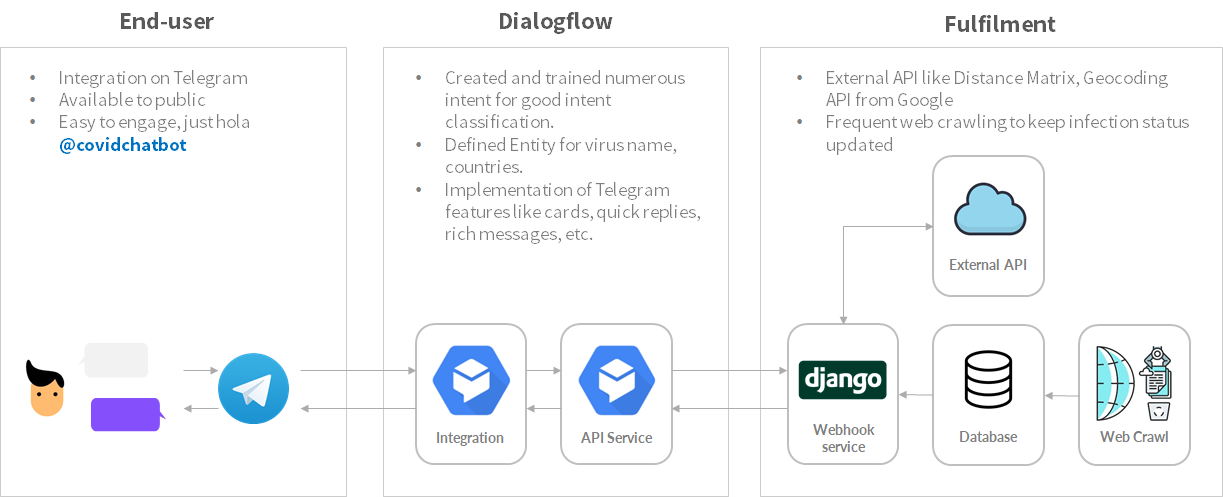 End-user
• Integration on Telegram
• Available to public
• Easy to engage, just hola
@covidchatbot
Dialogflow
• Created and trained numerous
intent for good intent
classification.
• Defined Entity for virus name,
countries.
• Implementation of Telegram
features like cards, quick replies,
rich messages, etc.
Integration
API Service
Fulfilment
• External API like Distance Matrix, Geocoding
API from Google
• Frequent web crawling to keep infection status
updated
External API
django
Webhook
service
Database
Web Crawl